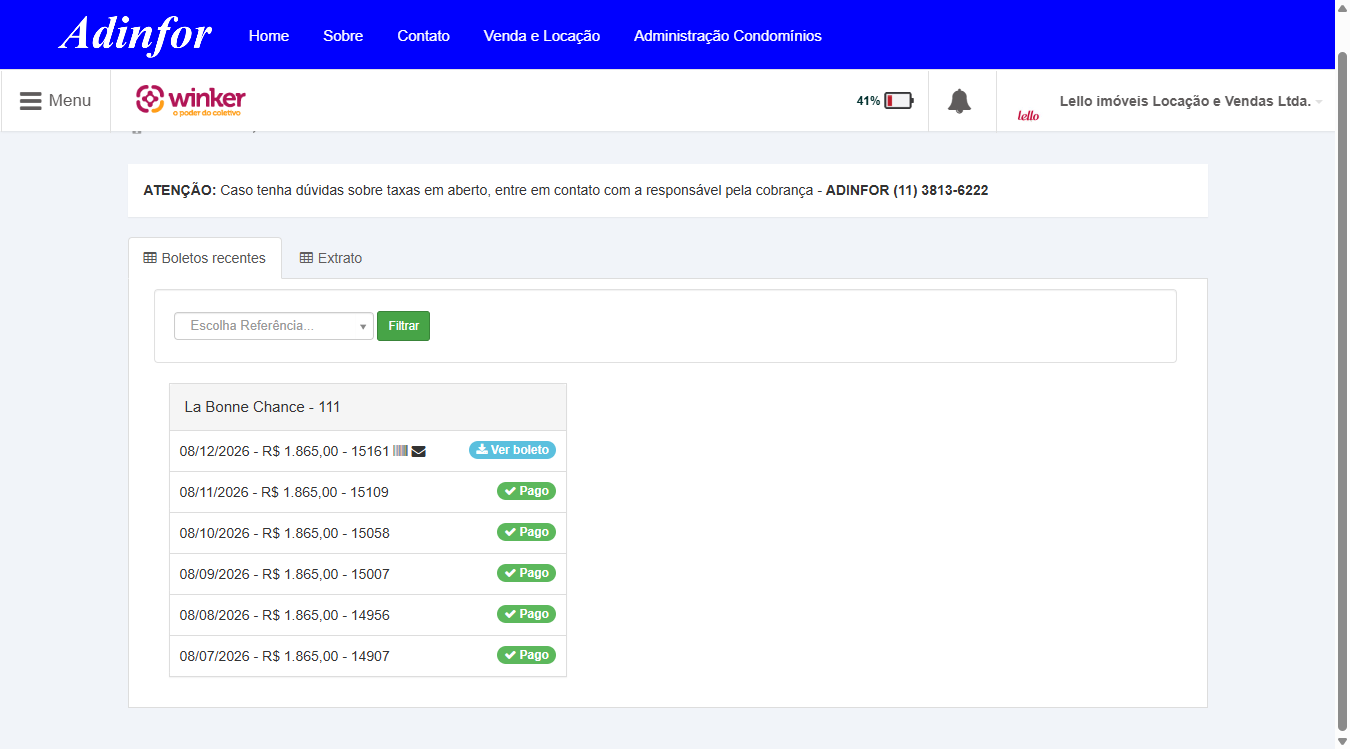 Adinfor Home Sobre Contato Venda e Locação Administração Condomínios
Menu winker 41% lello Lello imóveis Locação e Vendas Ltda.
o poder do coletivo
ATENÇÃO: Caso tenha dúvidas sobre taxas em aberto, entre em contato com a responsável pela cobrança - ADINFOR (11) 3813-6222
Boletos recentes Extrato
Escolha Referência... Filtrar
La Bonne Chance - 111
08/12/2026 - R$ 1.865,00 - 15161 Ver boleto
08/11/2026 - R$ 1.865,00 - 15109 Pago
08/10/2026 - R$ 1.865,00 - 15058 Pago
08/09/2026 - R$ 1.865,00 - 15007 Pago
08/08/2026 - R$ 1.865,00 - 14956 Pago
08/07/2026 - R$ 1.865,00 - 14907 Pago